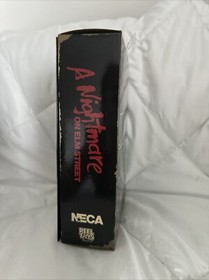 A Nightmare
ON ELM STREET
NECA
REEL
TOYS